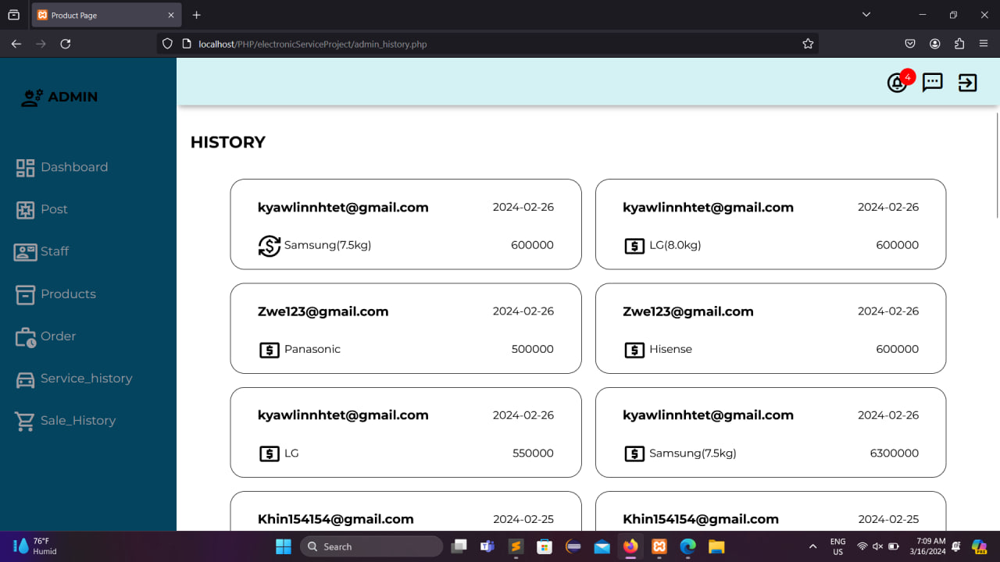 Product Page
localhost/PHP/electronicServiceProject/admin_history.php
4
ADMIN
HISTORY
Dashboard
Post
Staff
Products
Order
Service_history
Sale_History
kyawlinnhtet@gmail.com 2024-02-26
Samsung(7.5kg) 600000
kyawlinnhtet@gmail.com 2024-02-26
LG(8.0kg) 600000
Zwe123@gmail.com 2024-02-26
Panasonic 500000
Zwe123@gmail.com 2024-02-26
Hisense 600000
kyawlinnhtet@gmail.com 2024-02-26
LG 550000
kyawlinnhtet@gmail.com 2024-02-26
Samsung(7.5kg) 6300000
Khin154154@gmail.com 2024-02-25
Khin154154@gmail.com 2024-02-25
76°F
Humid
Search
ENG
US
7:09 AM
3/16/2024